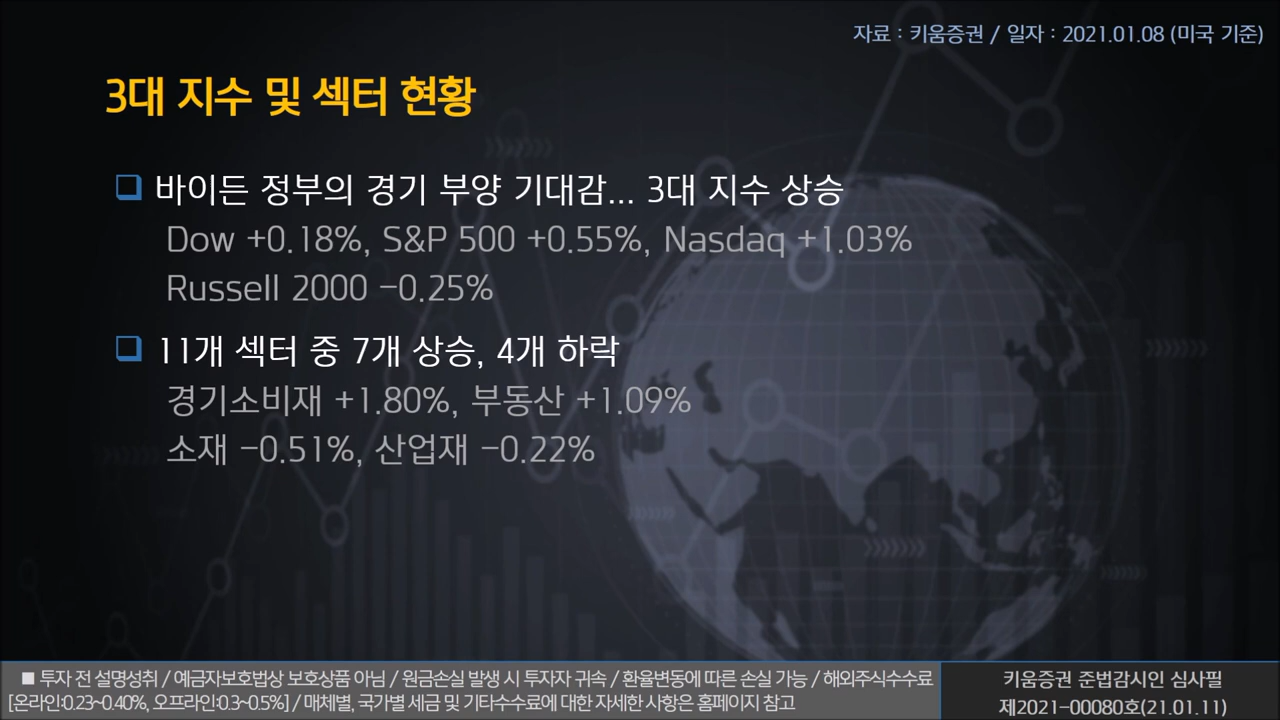 자료 : 키움증권 / 일자 : 2021.01.08 (미국 기준)
3대 지수 및 섹터 현황
❑ 바이든 정부의 경기 부양 기대감... 3대 지수 상승
Dow +0.18%, S&P 500 +0.55%, Nasdaq +1.03%
Russell 2000 -0.25%
❑ 11개 섹터 중 7개 상승, 4개 하락
경기소비재 +1.80%, 부동산 +1.09%
소재 -0.51%, 산업재 -0.22%
■ 투자 전 설명성취 / 예금자보호법상 보호상품 아님 / 원금손실 발생 시 투자자 귀속 / 환율변동에 따른 손실 가능 / 해외주식수수료
[온라인:0.23~0.40%, 오프라인:0.3~0.5%] / 매체별, 국가별 세금 및 기타수수료에 대한 자세한 사항은 홈페이지 참고
키움증권 준법감시인 심사필
제2021-00080호(21.01.11)